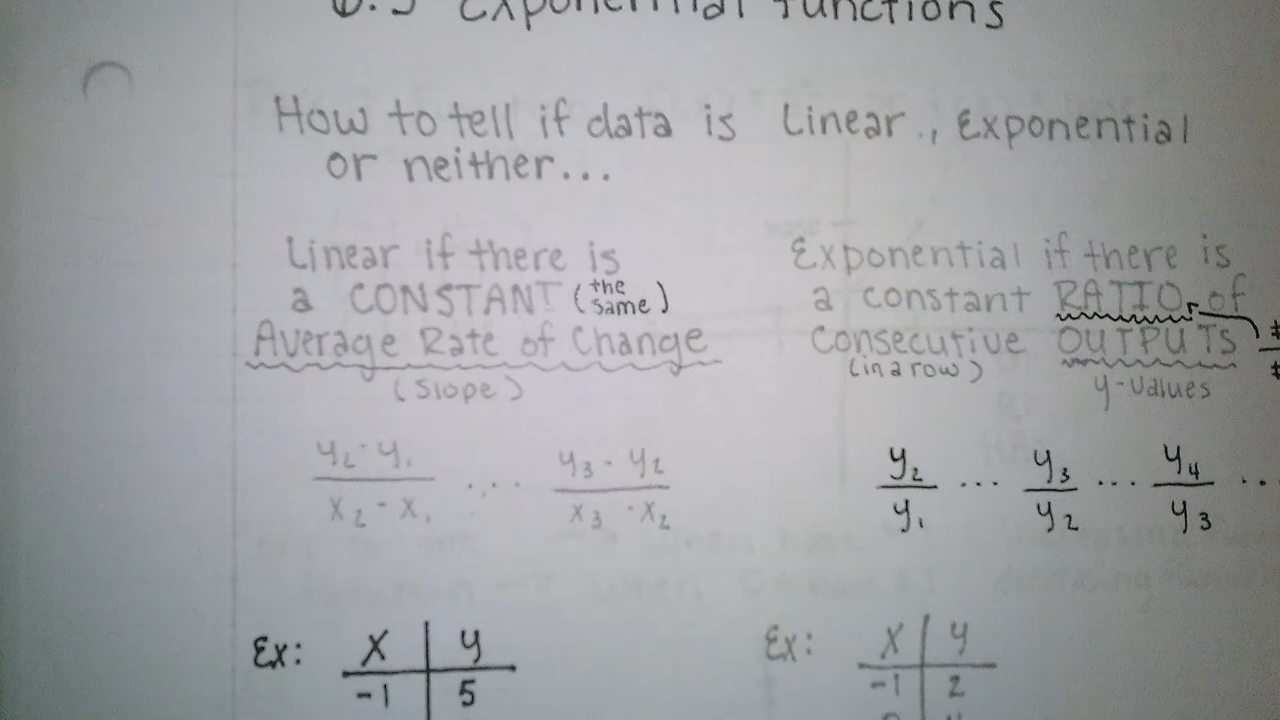 Exponential functions
How to tell if data is Linear, Exponential
or neither...
Linear if there is
a CONSTANT (the same)
Average Rate of Change
(Slope)
y₂ - y₁ / x₂ - x₁ ..... y₃ - y₂ / x₃ - x₂
Exponential if there is
a constant RATIO of
Consecutive OUTPUTS
(in a row) y-values
y₂ / y₁ ... y₃ / y₂ ... y₄ / y₃ ...
Ex: x | y
-1 | 5
Ex: x | y
-1 | 2